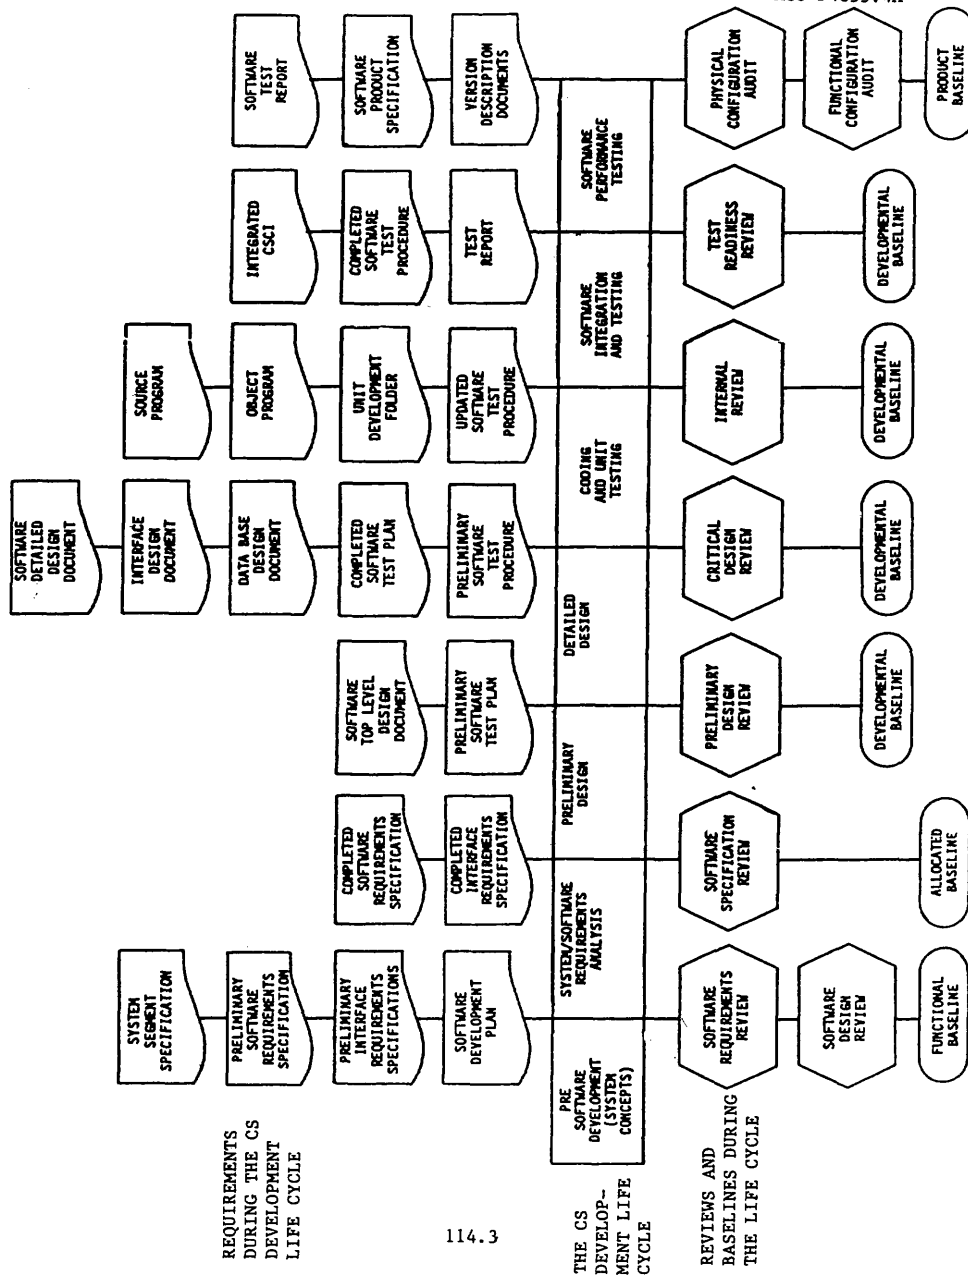 REQUIREMENTS
DURING THE CS
DEVELOPMENT
LIFE CYCLE
SYSTEM
SEGMENT
SPECIFICATION
PRELIMINARY
SOFTWARE
REQUIREMENTS
SPECIFICATION
PRELIMINARY
INTERFACE
REQUIREMENTS
SPECIFICATIONS
SOFTWARE
DEVELOPMENT
PLAN
COMPLETED
SOFTWARE
REQUIREMENTS
SPECIFICATION
COMPLETED
INTERFACE
REQUIREMENTS
SPECIFICATION
SOFTWARE
TOP LEVEL
DESIGN
DOCUMENT
PRELIMINARY
SOFTWARE
TEST PLAN
SOFTWARE
DETAILED
DESIGN
DOCUMENT
INTERFACE
DESIGN
DOCUMENT
DATA BASE
DESIGN
DOCUMENT
COMPLETED
SOFTWARE
TEST PLAN
PRELIMINARY
SOFTWARE
TEST
PROCEDURE
SOURCE
PROGRAM
OBJECT
PROGRAM
UNIT
DEVELOPMENT
FOLDER
UPDATED
SOFTWARE
TEST
PROCEDURE
INTEGRATED
CSCI
COMPLETED
SOFTWARE
TEST
PROCEDURE
TEST
REPORT
SOFTWARE
TEST
REPORT
SOFTWARE
PRODUCT
SPECIFICATION
VERSION
DESCRIPTION
DOCUMENTS
THE CS
DEVELOP-
MENT LIFE
CYCLE
PRE
SOFTWARE
DEVELOPMENT
(SYSTEM
CONCEPTS)
SYSTEM/SOFTWARE
REQUIREMENTS
ANALYSIS
PRELIMINARY
DESIGN
DETAILED
DESIGN
CODING
AND UNIT
TESTING
SOFTWARE
INTEGRATION
AND TESTING
SOFTWARE
PERFORMANCE
TESTING
REVIEWS AND
BASELINES DURING
THE LIFE CYCLE
SOFTWARE
REQUIREMENTS
REVIEW
SOFTWARE
DESIGN
REVIEW
FUNCTIONAL
BASELINE
SOFTWARE
SPECIFICATION
REVIEW
ALLOCATED
BASELINE
PRELIMINARY
DESIGN
REVIEW
DEVELOPMENTAL
BASELINE
CRITICAL
DESIGN
REVIEW
DEVELOPMENTAL
BASELINE
INTERNAL
REVIEW
DEVELOPMENTAL
BASELINE
TEST
READINESS
REVIEW
DEVELOPMENTAL
BASELINE
PHYSICAL
CONFIGURATION
AUDIT
FUNCTIONAL
CONFIGURATION
AUDIT
PRODUCT
BASELINE
114.3